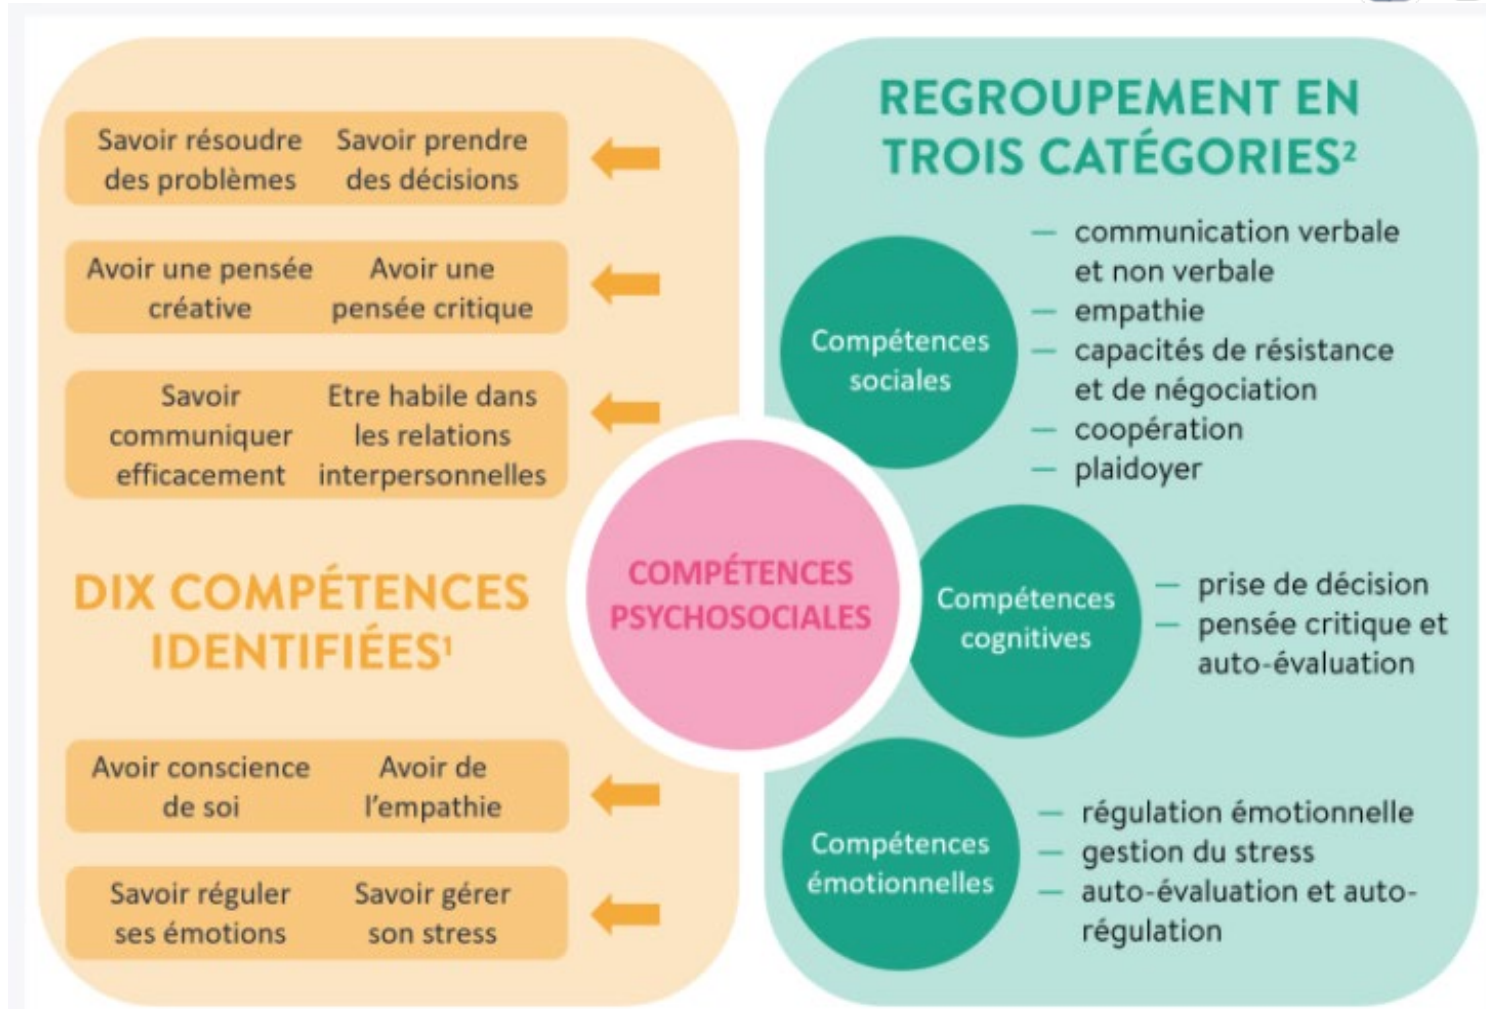 Savoir résoudre
des problèmes
Savoir prendre
des décisions
Avoir une pensée
créative
Avoir une
pensée critique
Savoir
communiquer
efficacement
Etre habile dans
les relations
interpersonnelles
DIX COMPÉTENCES
IDENTIFIÉES¹
Avoir conscience
de soi
Avoir de
l'empathie
Savoir réguler
ses émotions
Savoir gérer
son stress
COMPÉTENCES
PSYCHOSOCIALES
REGROUPEMENT EN
TROIS CATÉGORIES²
Compétences
sociales
— communication verbale
et non verbale
— empathie
— capacités de résistance
et de négociation
— coopération
— plaidoyer
Compétences
cognitives
— prise de décision
— pensée critique et
auto-évaluation
Compétences
émotionnelles
— régulation émotionnelle
— gestion du stress
— auto-évaluation et auto-
régulation